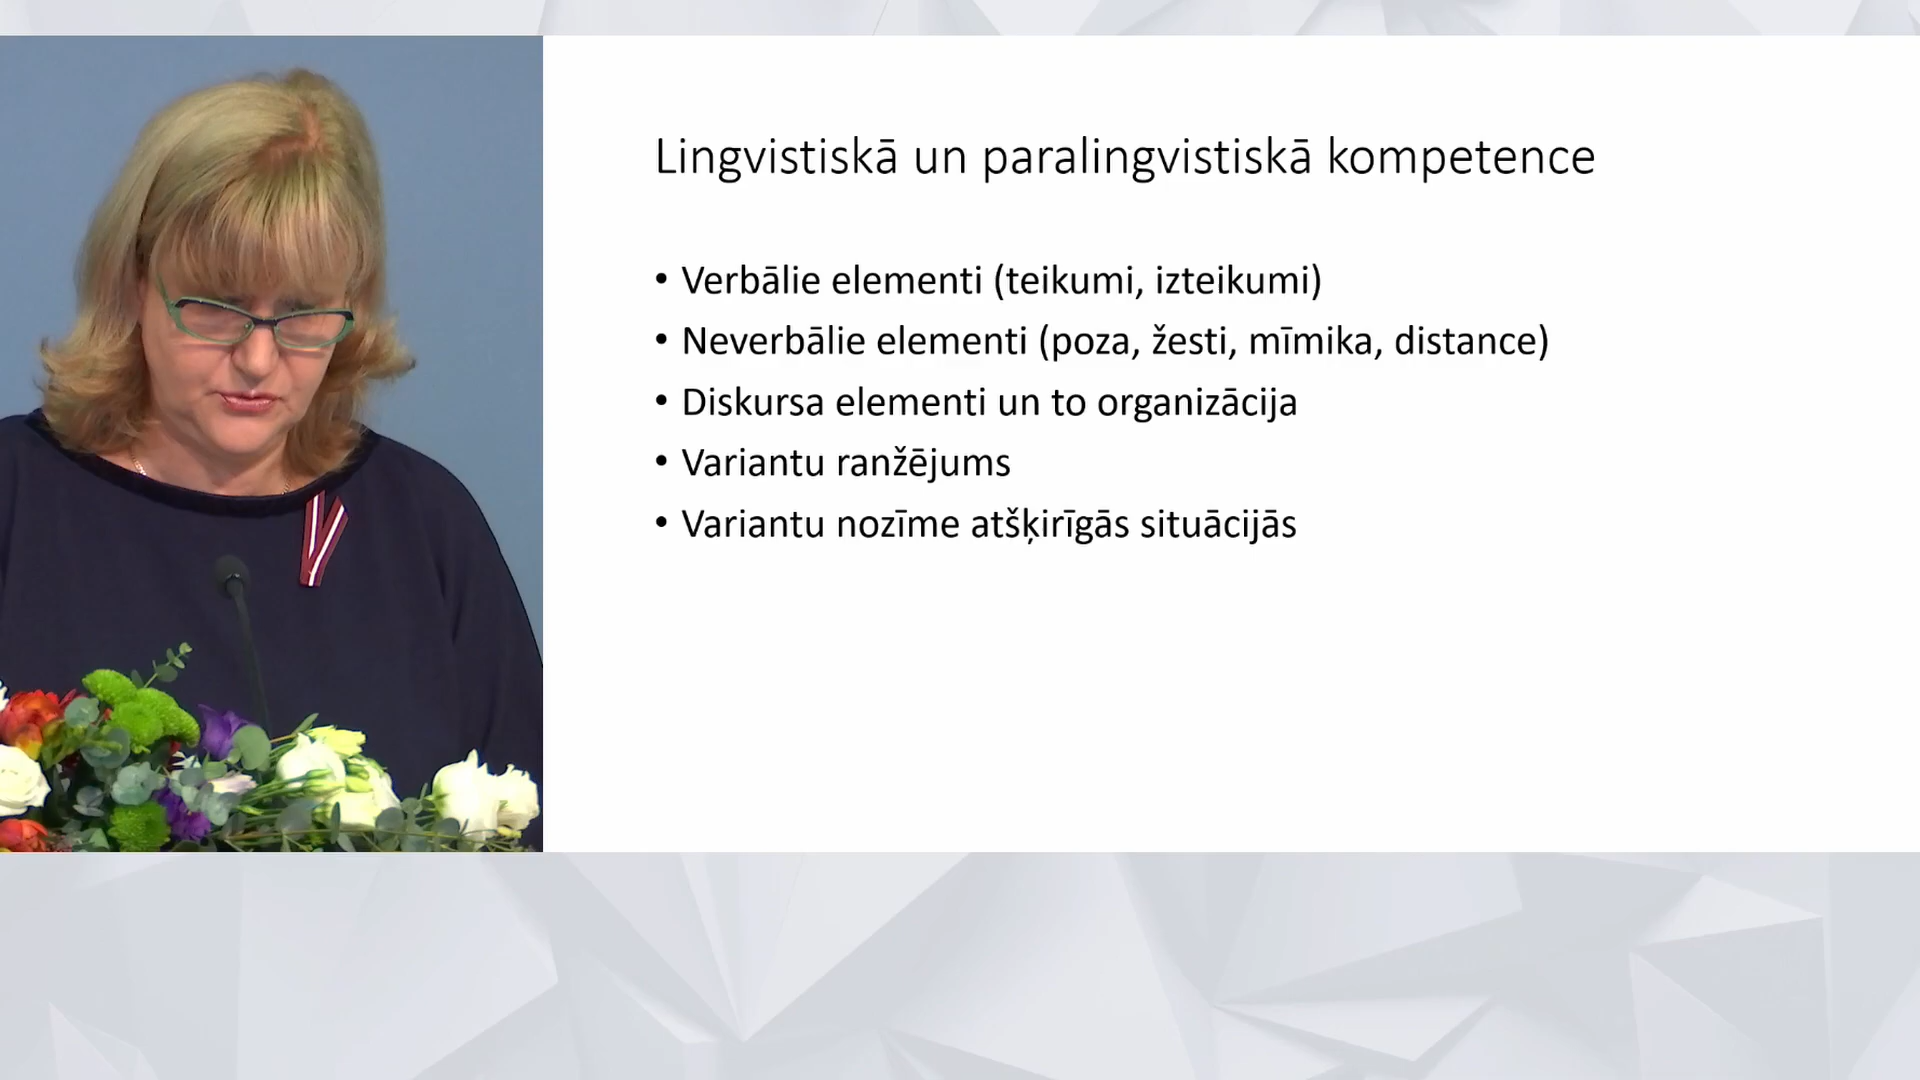 Lingvistiskā un paralingvistiskā kompetence
• Verbālie elementi (teikumi, izteikumi)
• Neverbālie elementi (poza, žesti, mīmika, distance)
• Diskursa elementi un to organizācija
• Variantu ranžējums
• Variantu nozīme atšķirīgās situācijās